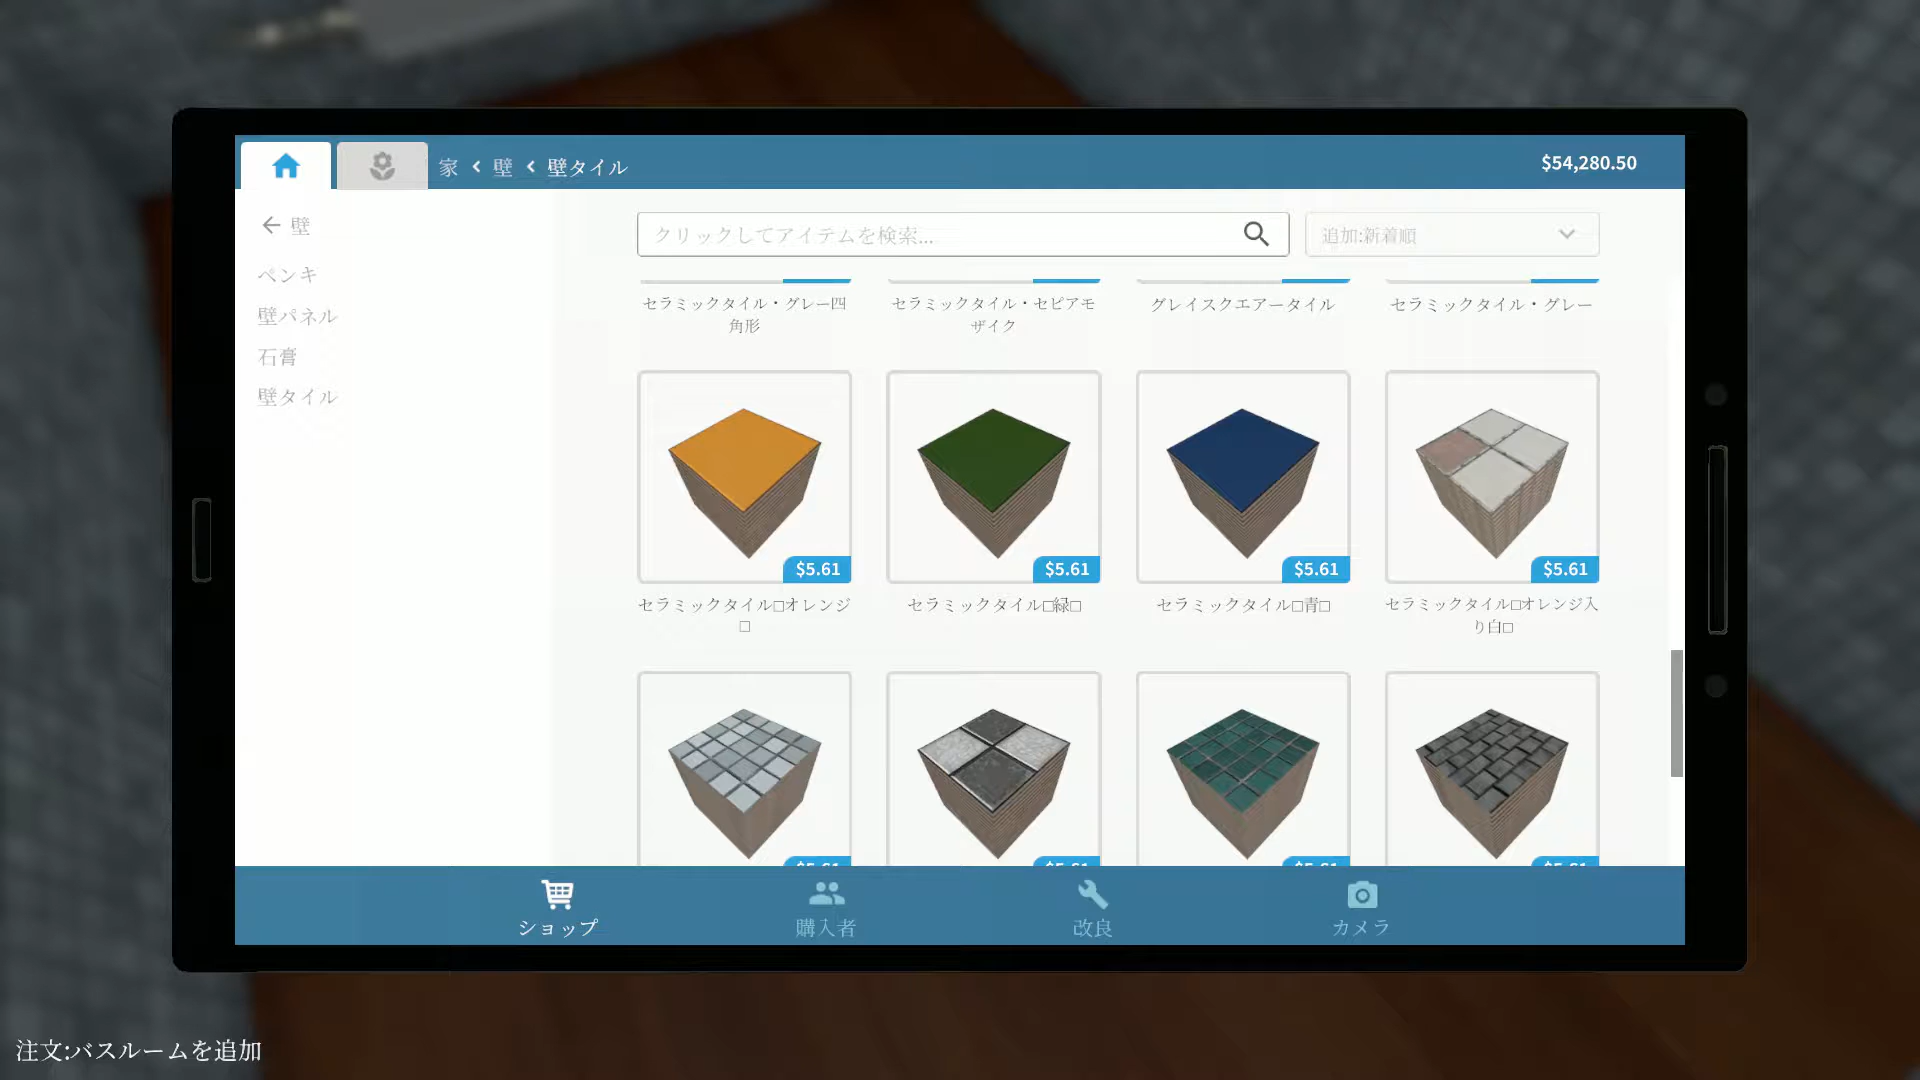 家 < 壁 < 壁タイル
$54,280.50
壁
ペンキ
壁パネル
石膏
壁タイル
クリックしてアイテムを検索...
追加:新着順
セラミックタイル・グレー四
角形
セラミックタイル・セピアモ
ザイク
グレイスクエアータイル
セラミックタイル・グレー
$5.61
$5.61
$5.61
$5.61
セラミックタイル□オレンジ
□
セラミックタイル□緑□
セラミックタイル□青□
セラミックタイル□オレンジ入
り白□
$5.61
$5.61
$5.61
$5.61
ショップ
購入者
改良
カメラ
注文:バスルームを追加